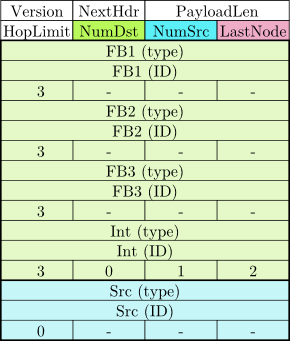 Version NextHdr PayloadLen
HopLimit NumDst NumSrc LastNode
FB1 (type)
FB1 (ID)
3 - - -
FB2 (type)
FB2 (ID)
3 - - -
FB3 (type)
FB3 (ID)
3 - - -
Int (type)
Int (ID)
3 0 1 2
Src (type)
Src (ID)
0 - - -